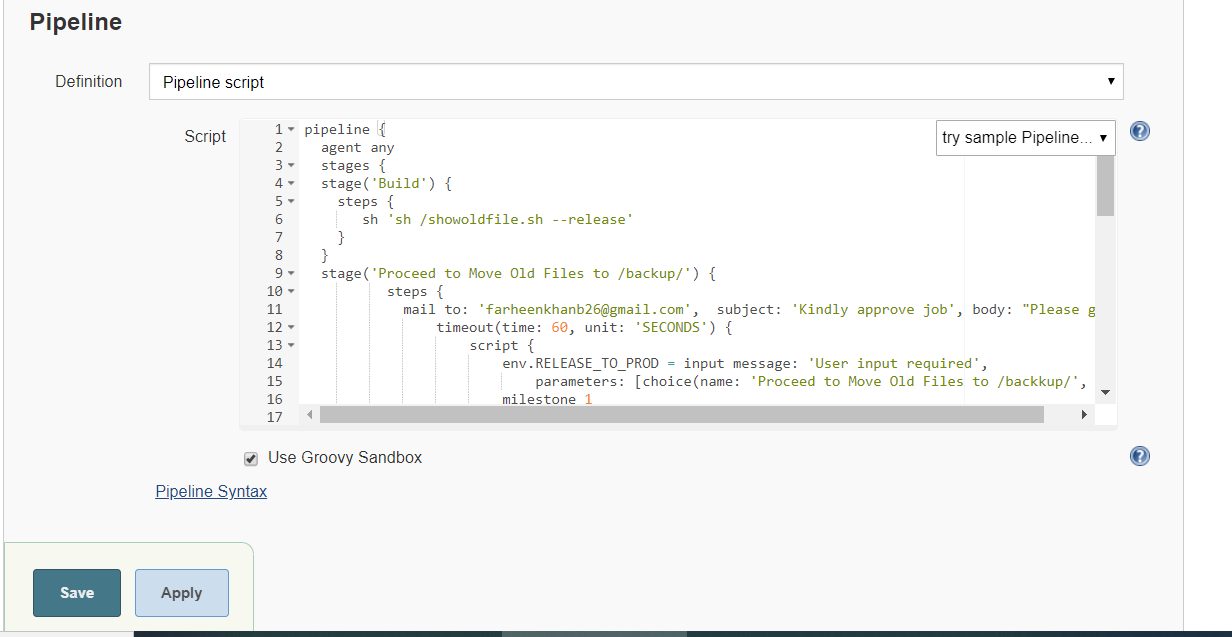 Pipeline
Definition
Pipeline script
Script
try sample Pipeline...
1 pipeline {
2 agent any
3 stages {
4 stage('Build') {
5 steps {
6 sh 'sh /showoldfile.sh --release'
7 }
8 }
9 stage('Proceed to Move Old Files to /backup/') {
10 steps {
11 mail to: 'farheenkhanb26@gmail.com', subject: 'Kindly approve job', body: "Please g
12 timeout(time: 60, unit: 'SECONDS') {
13 script {
14 env.RELEASE_TO_PROD = input message: 'User input required',
15 parameters: [choice(name: 'Proceed to Move Old Files to /backkup/',
16 milestone 1
17
Use Groovy Sandbox
Pipeline Syntax
Save Apply